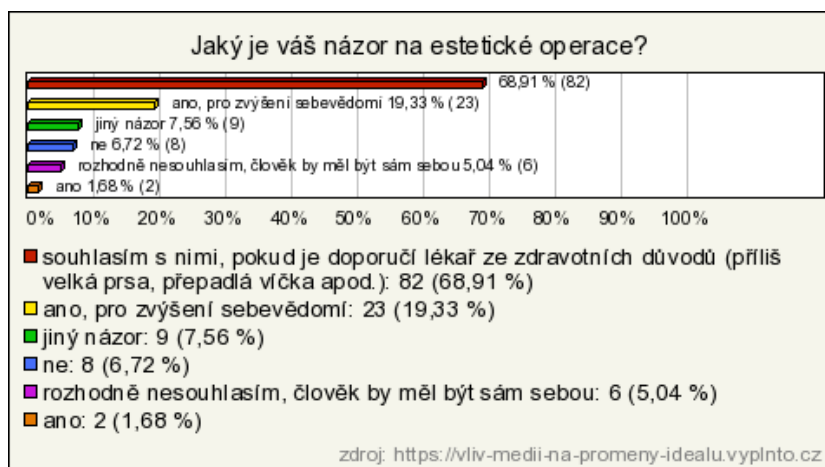 Jaký je váš názor na estetické operace?
68,91 % (82)
ano, pro zvýšení sebevědomí 19,33 % (23)
jiný názor 7,56 % (9)
ne 6,72 % (8)
rozhodně nesouhlasím, člověk by měl být sám sebou 5,04 % (6)
ano 1,68 % (2)
0% 10% 20% 30% 40% 50% 60% 70% 80% 90% 100%
souhlasím s nimi, pokud je doporučí lékař ze zdravotních důvodů (příliš
velká prsa, přepadlá víčka apod.): 82 (68,91 %)
ano, pro zvýšení sebevědomí: 23 (19,33 %)
jiný názor: 9 (7,56 %)
ne: 8 (6,72 %)
rozhodně nesouhlasím, člověk by měl být sám sebou: 6 (5,04 %)
ano: 2 (1,68 %)
zdroj: https://vliv-medii-na-promeny-idealu.vyplnto.cz